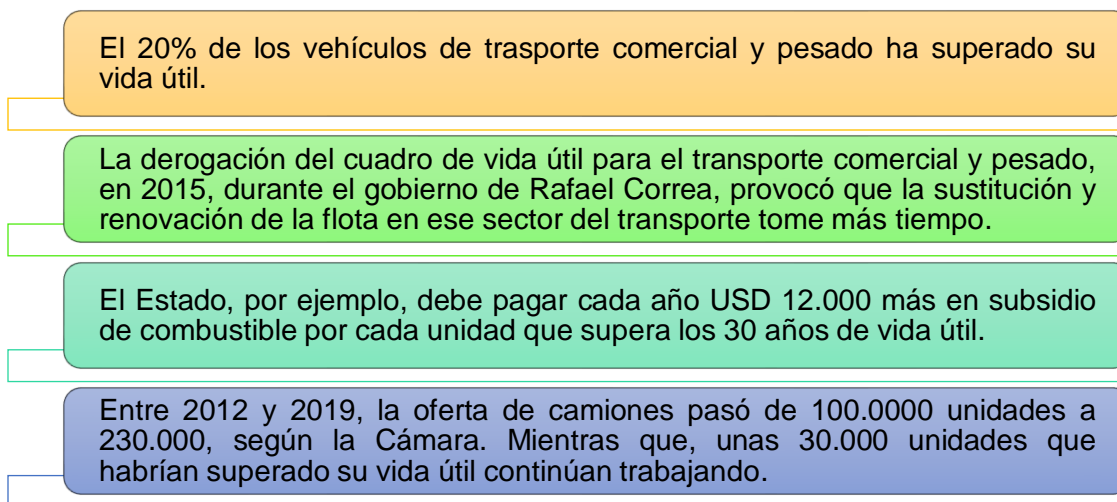 El 20% de los vehículos de trasporte comercial y pesado ha superado su
vida útil.
La derogación del cuadro de vida útil para el transporte comercial y pesado,
en 2015, durante el gobierno de Rafael Correa, provocó que la sustitución y
renovación de la flota en ese sector del transporte tome más tiempo.
El Estado, por ejemplo, debe pagar cada año USD 12.000 más en subsidio
de combustible por cada unidad que supera los 30 años de vida útil.
Entre 2012 y 2019, la oferta de camiones pasó de 100.0000 unidades a
230.000, según la Cámara. Mientras que, unas 30.000 unidades que
habrían superado su vida útil continúan trabajando.